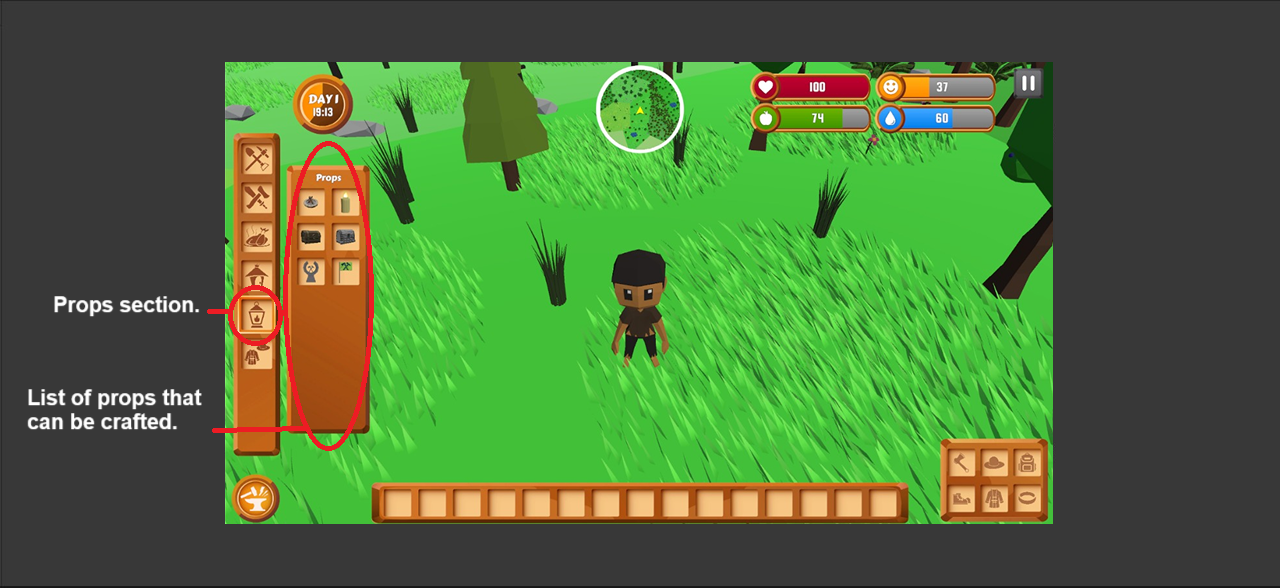 DAY 1
19:13
100
37
74
60
Props
Props section.
List of props that
can be crafted.